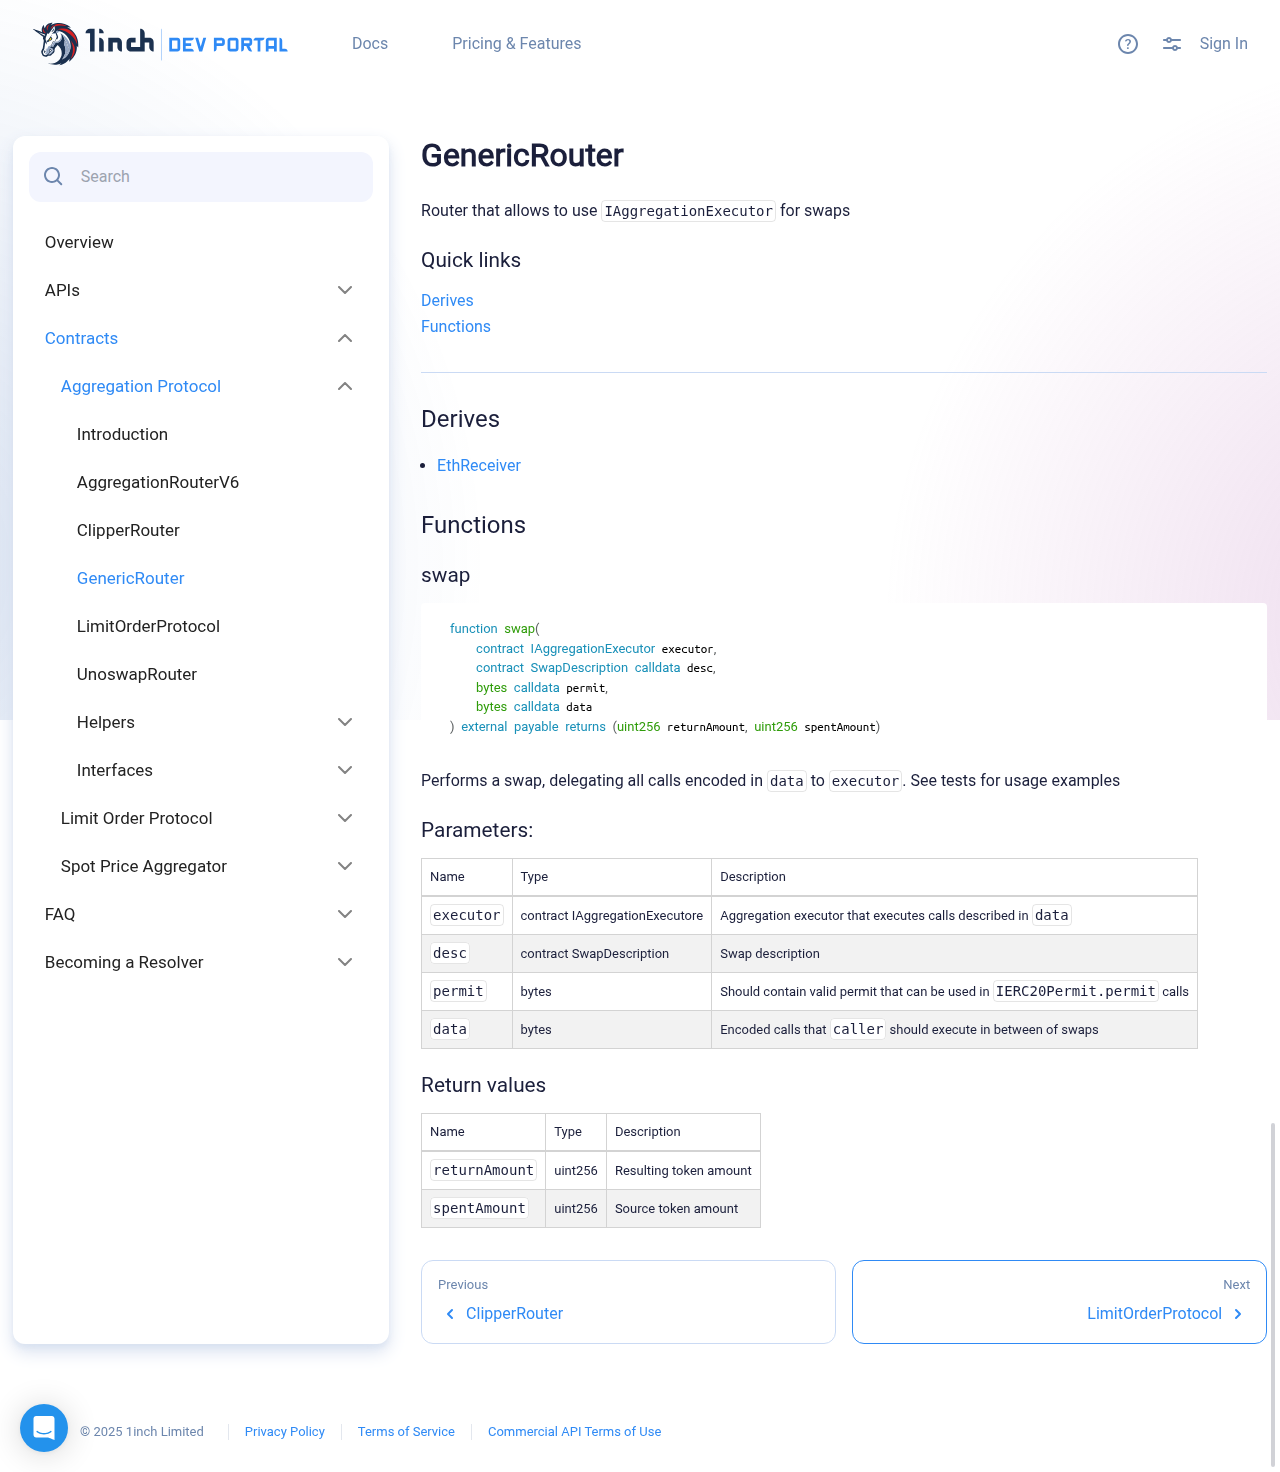 1inch DEV PORTAL
Docs
Pricing & Features
Sign In
Search
Overview
APIs
Contracts
Aggregation Protocol
Introduction
AggregationRouterV6
ClipperRouter
GenericRouter
LimitOrderProtocol
UnoswapRouter
Helpers
Interfaces
Limit Order Protocol
Spot Price Aggregator
FAQ
Becoming a Resolver
GenericRouter
Router that allows to use IAggregationExecutor for swaps
Quick links
Derives
Functions
Derives
EthReceiver
Functions
swap
function swap(
contract IAggregationExecutor executor,
contract SwapDescription calldata desc,
bytes calldata permit,
bytes calldata data
) external payable returns (uint256 returnAmount, uint256 spentAmount)
Performs a swap, delegating all calls encoded in data to executor. See tests for usage examples
Parameters:
Name Type Description
executor contract IAggregationExecutore Aggregation executor that executes calls described in data
desc contract SwapDescription Swap description
permit bytes Should contain valid permit that can be used in IERC20Permit.permit calls
data bytes Encoded calls that caller should execute in between of swaps
Return values
Name Type Description
returnAmount uint256 Resulting token amount
spentAmount uint256 Source token amount
Previous
ClipperRouter
Next
LimitOrderProtocol
© 2025 1inch Limited
Privacy Policy
Terms of Service
Commercial API Terms of Use